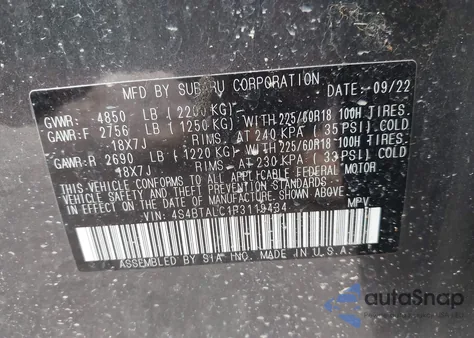 MFD BY SUBARU CORPORATION DATE: 09/22
GVWR: 4850 LB (2200 KG)
GAWR:F 2756 LB (1250 KG) WITH 225/60R18 100H TIRES.
18X7J RIMS AT 240 KPA (35 PSI) COLD
GAWR:R 2690 LB (1220 KG) WITH 225/60R18 100H TIRES.
18X7J RIMS AT 230 KPA (33 PSI) COLD
THIS VEHICLE CONFORMS TO ALL APPLICABLE FEDERAL MOTOR
VEHICLE SAFETY, BUMPER, AND THEFT PREVENTION STANDARDS
IN EFFECT ON THE DATE OF MANUFACTURE SHOWN ABOVE.
VIN: 4S4BTALC1P3119494 MPV
ASSEMBLED BY SIA INC. MADE IN U.S.A.
autoSnap